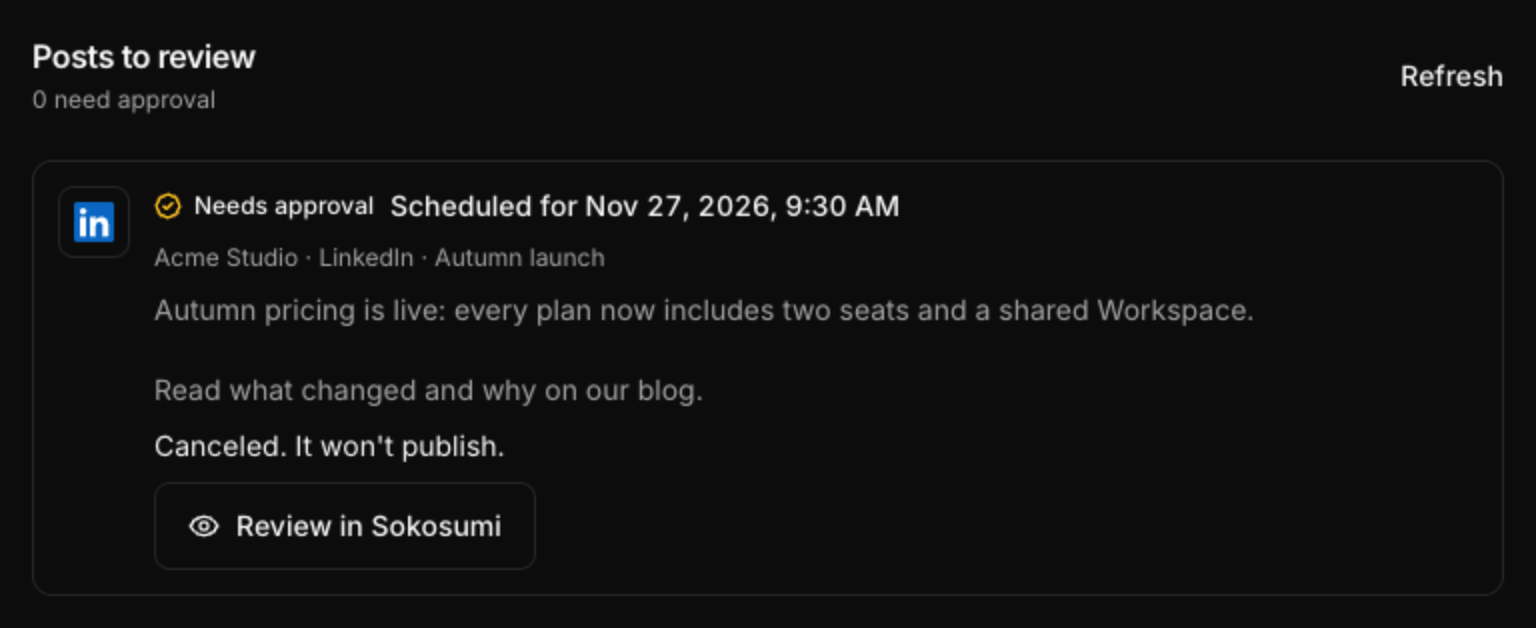 Posts to review
0 need approval
Refresh
in
Needs approval Scheduled for Nov 27, 2026, 9:30 AM
Acme Studio · LinkedIn · Autumn launch
Autumn pricing is live: every plan now includes two seats and a shared Workspace.
Read what changed and why on our blog.
Canceled. It won't publish.
Review in Sokosumi